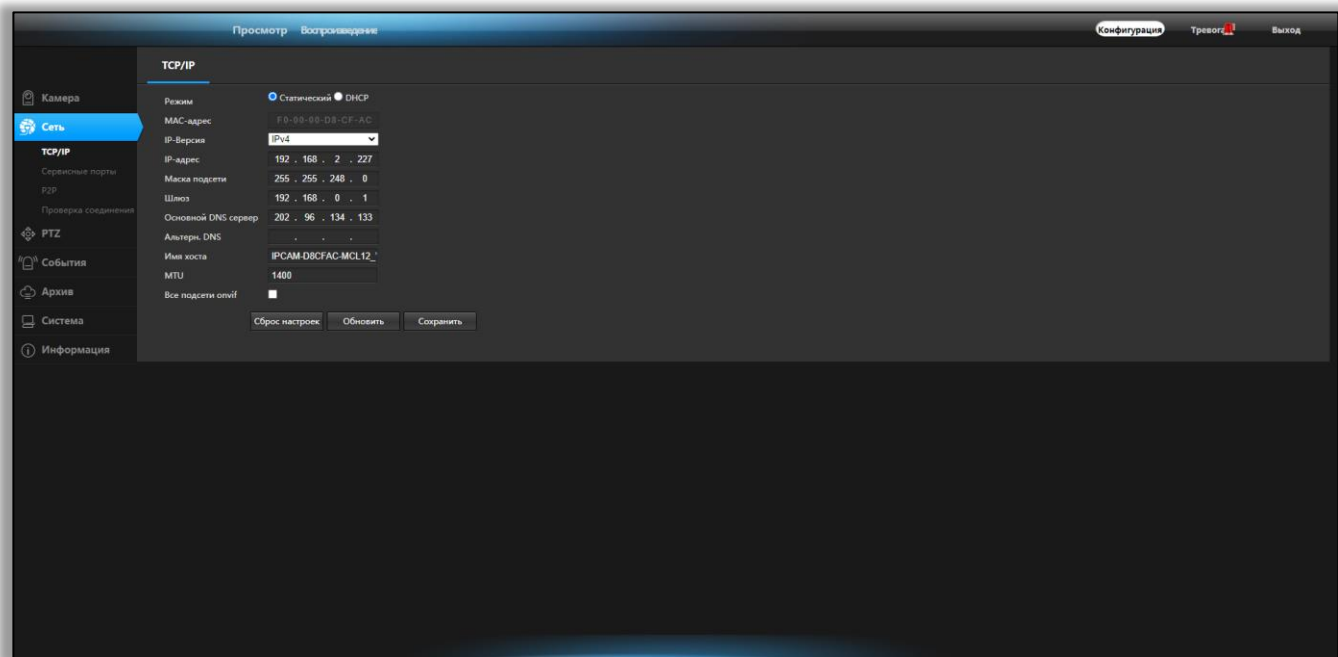 Просмотр Воспроизведение Конфигурация Тревога Выход
TCP/IP
Камера
Сеть
TCP/IP
Сервисные порты
P2P
Проверка соединения
PTZ
События
Архив
Система
Информация
Режим Статический DHCP
MAC-адрес F0-00-00-D8-CF-AC
IP-Версия IPv4
IP-адрес 192 . 168 . 2 . 227
Маска подсети 255 . 255 . 248 . 0
Шлюз 192 . 168 . 0 . 1
Основной DNS сервер 202 . 96 . 134 . 133
Альтерн. DNS . . .
Имя хоста IPCAM-D8CFAC-MCL12_
MTU 1400
Все подсети onvif
Сброс настроек Обновить Сохранить